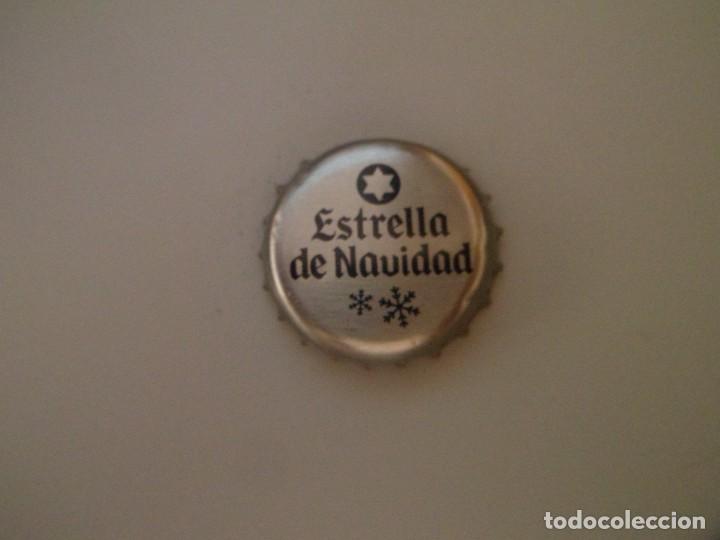 Estrella
de Navidad
todocoleccion